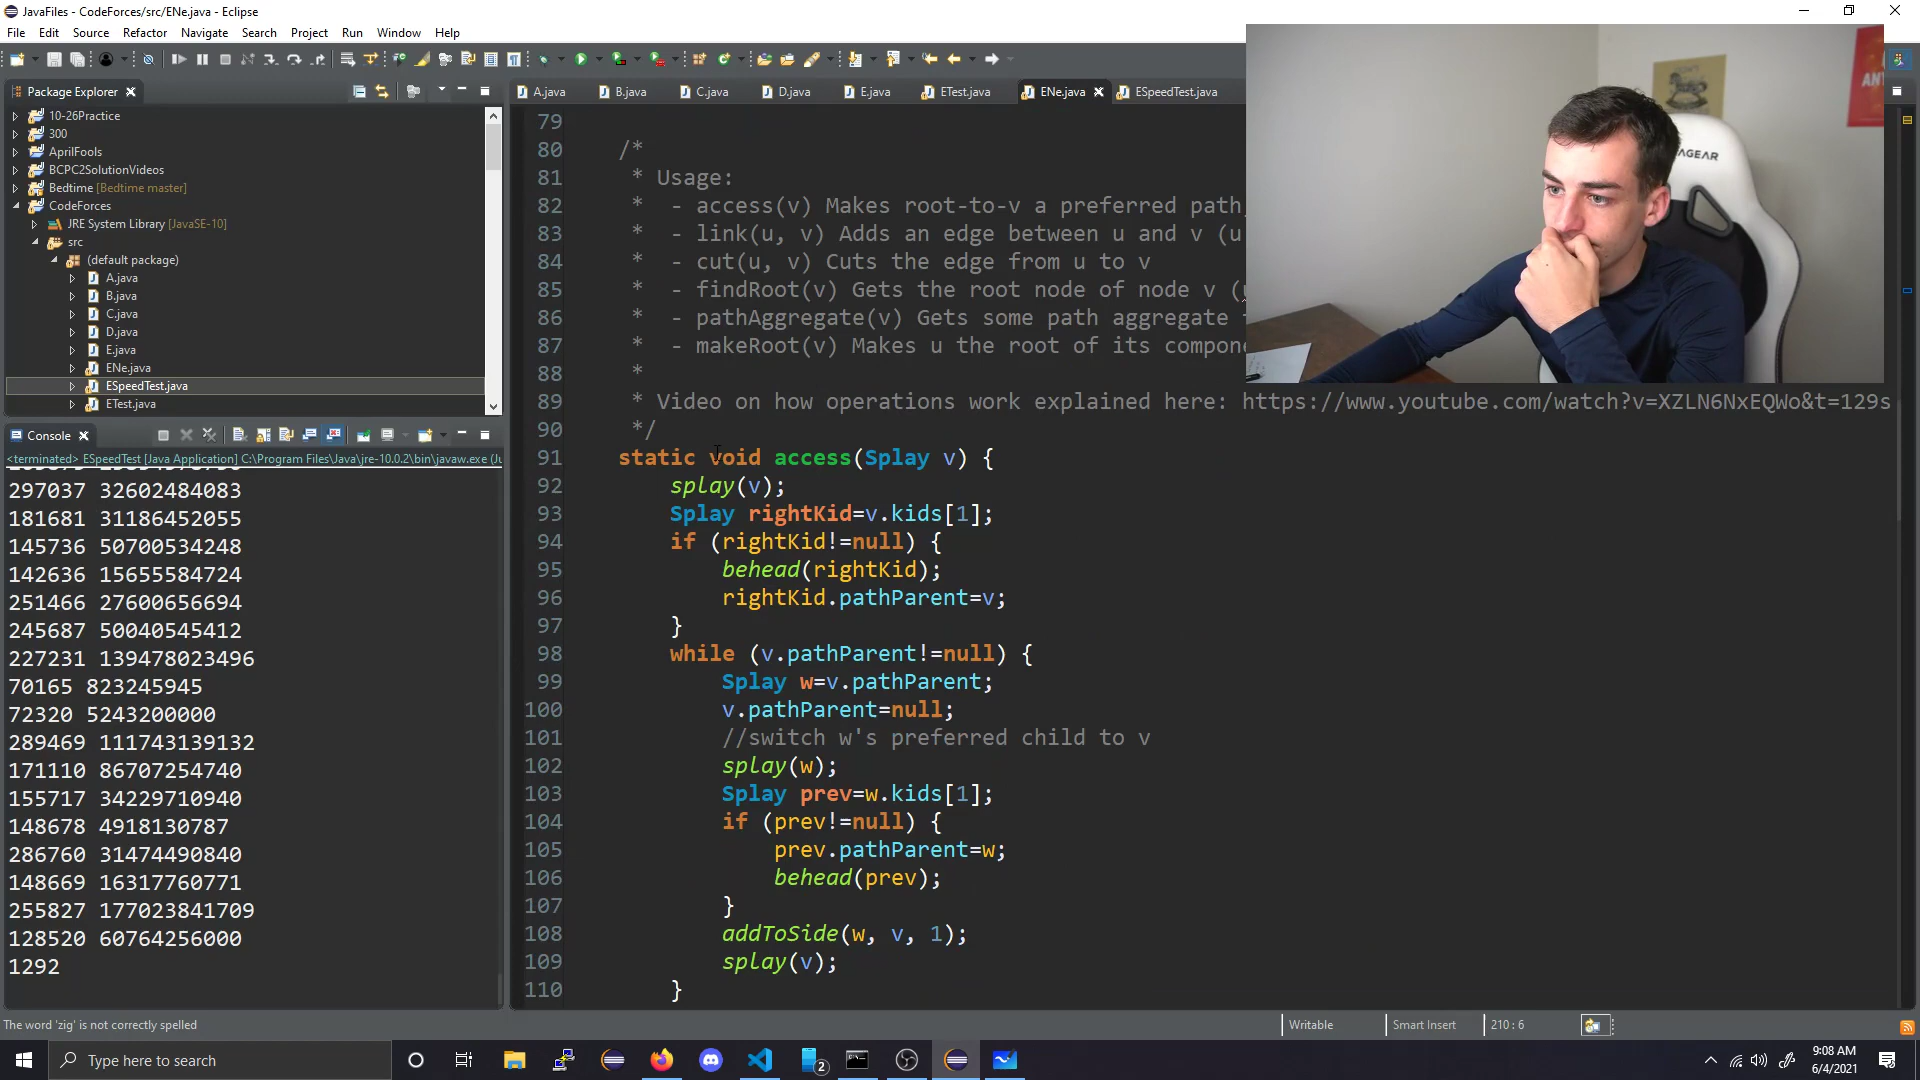 JavaFiles - CodeForces/src/ENe.java - Eclipse
File Edit Source Refactor Navigate Search Project Run Window Help
Package Explorer
10-26Practice
300
AprilFools
BCPC2SolutionVideos
Bedtime [Bedtime master]
CodeForces
JRE System Library [JavaSE-10]
src
(default package)
A.java
B.java
C.java
D.java
E.java
ENe.java
ESpeedTest.java
ETest.java
Console
<terminated> ESpeedTest [Java Application] C:\Program Files\Java\jre-10.0.2\bin\javaw.exe (Ju
297037 32602484083
181681 31186452055
145736 50700534248
142636 15655584724
251466 27600656694
245687 50040545412
227231 139478023496
70165 823245945
72320 5243200000
289469 111743139132
171110 86707254740
155717 34229710940
148678 4918130787
286760 31474490840
148669 16317760771
255827 177023841709
128520 60764256000
1292
A.java B.java C.java D.java E.java ETest.java ENe.java ESpeedTest.java
79
80 /*
81 * Usage:
82 * - access(v) Makes root-to-v a preferred path,
83 * - link(u, v) Adds an edge between u and v (u
84 * - cut(u, v) Cuts the edge from u to v
85 * - findRoot(v) Gets the root node of node v (
86 * - pathAggregate(v) Gets some path aggregate
87 * - makeRoot(v) Makes u the root of its compone
88 *
89 * Video on how operations work explained here: https://www.youtube.com/watch?v=XZLN6NxEQWo&t=129s
90 */
91 static void access(Splay v) {
92 splay(v);
93 Splay rightKid=v.kids[1];
94 if (rightKid!=null) {
95 behead(rightKid);
96 rightKid.pathParent=v;
97 }
98 while (v.pathParent!=null) {
99 Splay w=v.pathParent;
100 v.pathParent=null;
101 //switch w's preferred child to v
102 splay(w);
103 Splay prev=w.kids[1];
104 if (prev!=null) {
105 prev.pathParent=w;
106 behead(prev);
107 }
108 addToSide(w, v, 1);
109 splay(v);
110 }
AGEAR
ANY
The word 'zig' is not correctly spelled
Writable Smart Insert 210 : 6
Type here to search
2
9:08 AM
6/4/2021